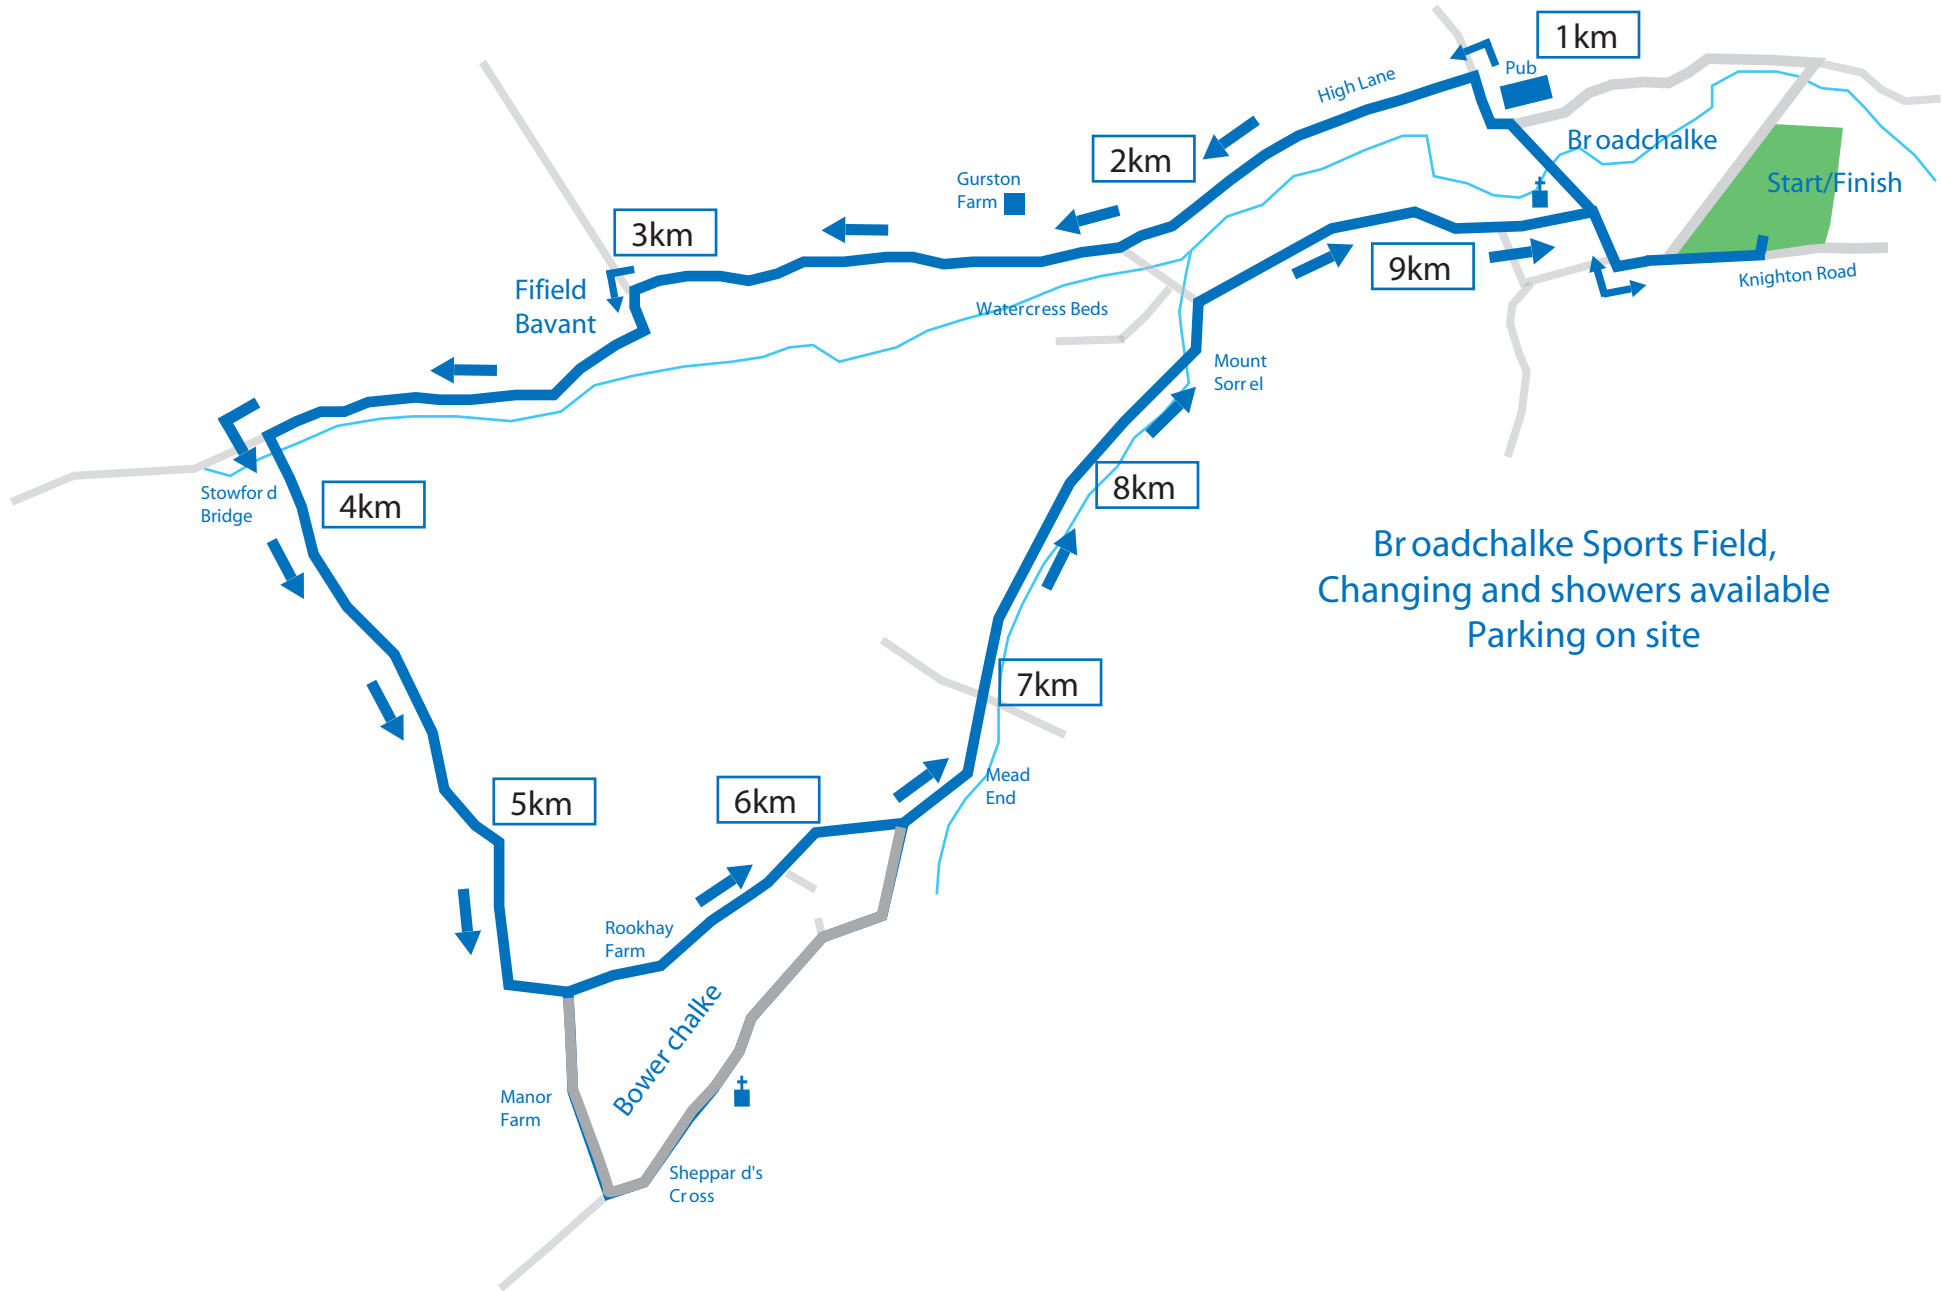 1km
Pub
High Lane
Broadchalke
2km
Gurston
Farm
Start/Finish
3km
9km
Knighton Road
Fifield
Bavant
Watercress Beds
Mount
Sorrel
Stowford
Bridge
4km
8km
Broadchalke Sports Field,
Changing and showers available
Parking on site
7km
Mead
End
5km
6km
Rookhay
Farm
Bower chalke
Manor
Farm
Sheppard's
Cross